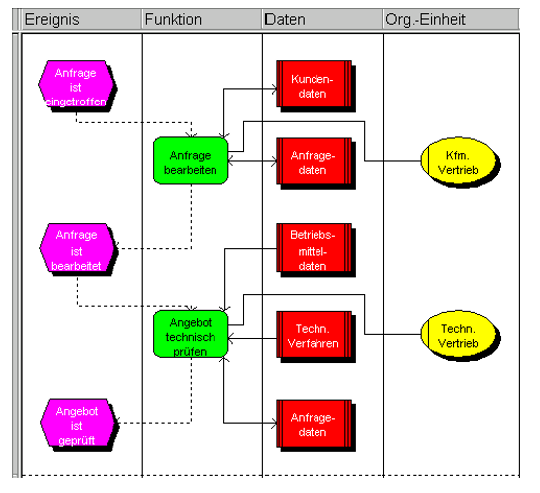 Ereignis
Funktion
Daten
Org.-Einheit
Anfrage
ist
eingetroffen
Kunden-
daten
Anfrage
bearbeiten
Anfrage-
daten
Kfm.
Vertrieb
Anfrage
ist
bearbeitet
Betriebs-
mittel-
daten
Angebot
technisch
prüfen
Techn.
Verfahren
Techn.
Vertrieb
Angebot
ist
geprüft
Anfrage-
daten